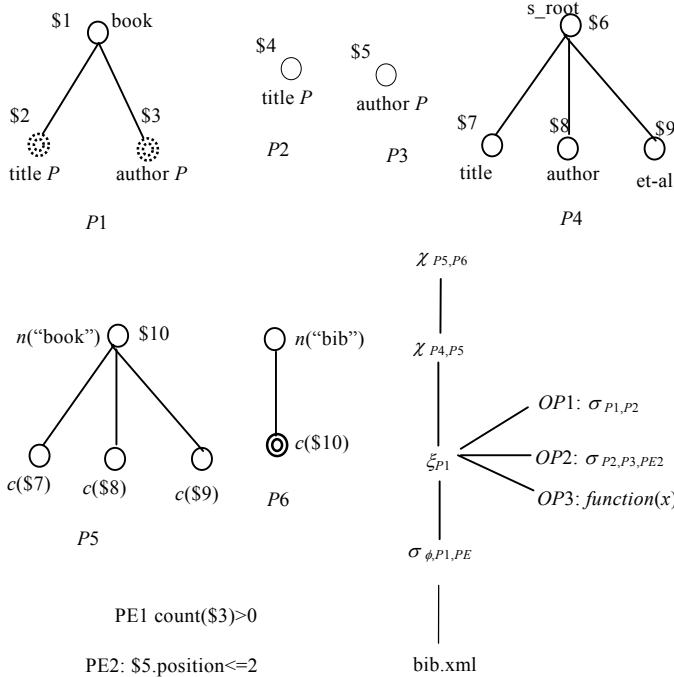 $1 book
$2
$3
title P
author P
P1
$4
title P
P2
$5
author P
P3
s_root
$6
$7
$8
$9
title
author
et-al
P4
n(“book”) $10
c($7)
c($8)
c($9)
P5
n(“bib”)
c($10)
P6
χ P5,P6
χ P4,P5
ξP1
OP1: σ P1,P2
OP2: σ P2,P3,PE2
OP3: function(x)
σ ϕ,P1,PE
bib.xml
PE1 count($3)>0
PE2: $5.position<=2